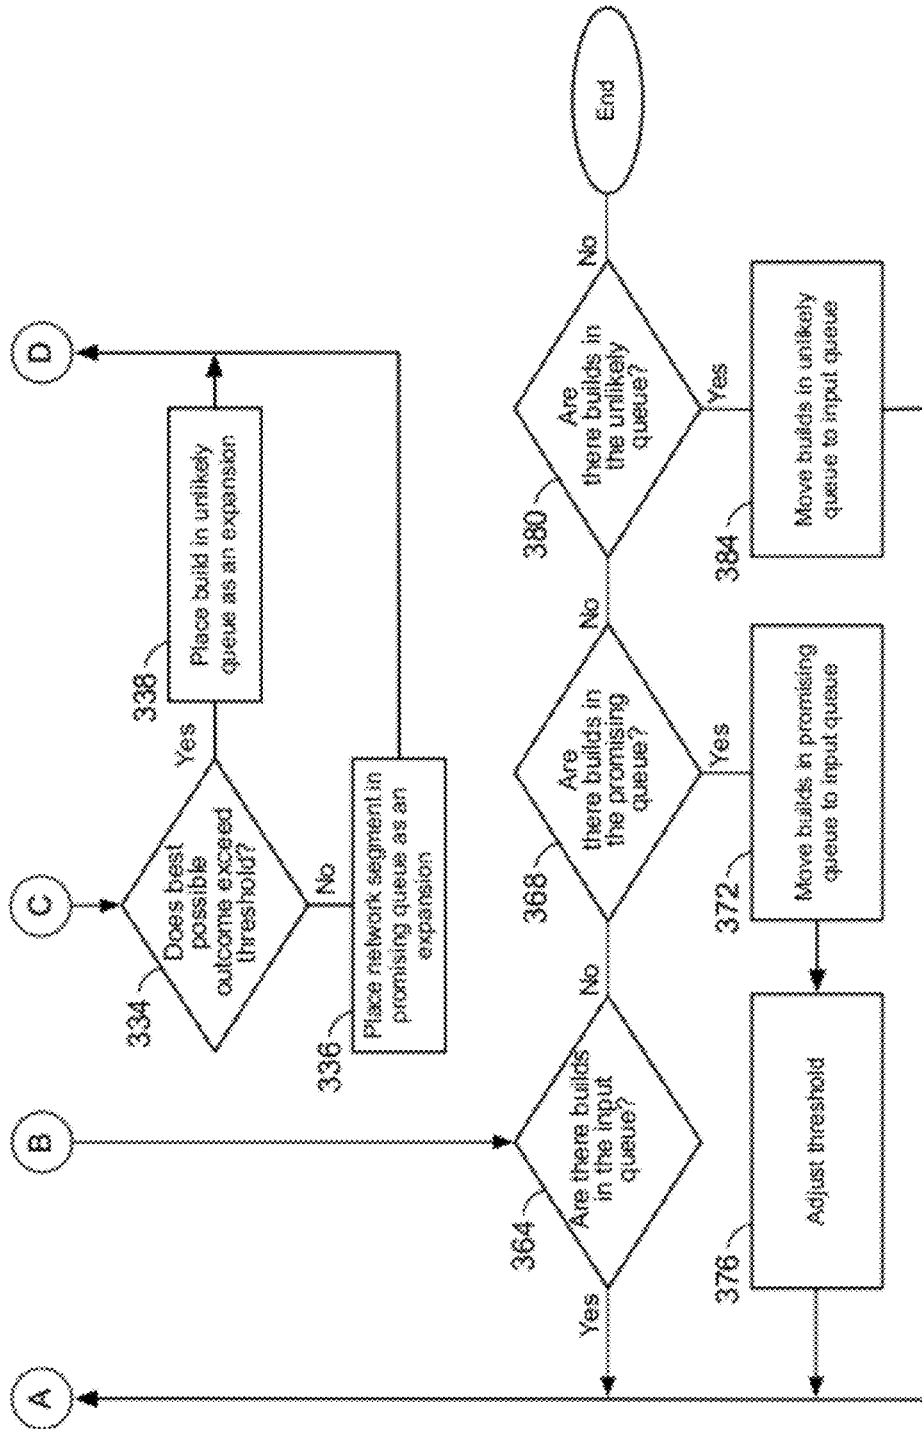 A
B
C
D
334
Does best
possible
outcome exceed
threshold?
Yes
No
338
Place build in unlikely
queue as an expansion
336
Place network segment in
promising queue as an
expansion
364
Are there builds
in the input
queue?
Yes
No
368
Are
there builds in
the promising
queue?
Yes
No
380
Are
there builds in
the unlikely
queue?
Yes
No
End
376
Adjust threshold
372
Move builds in promising
queue to input queue
384
Move builds in unlikely
queue to input queue